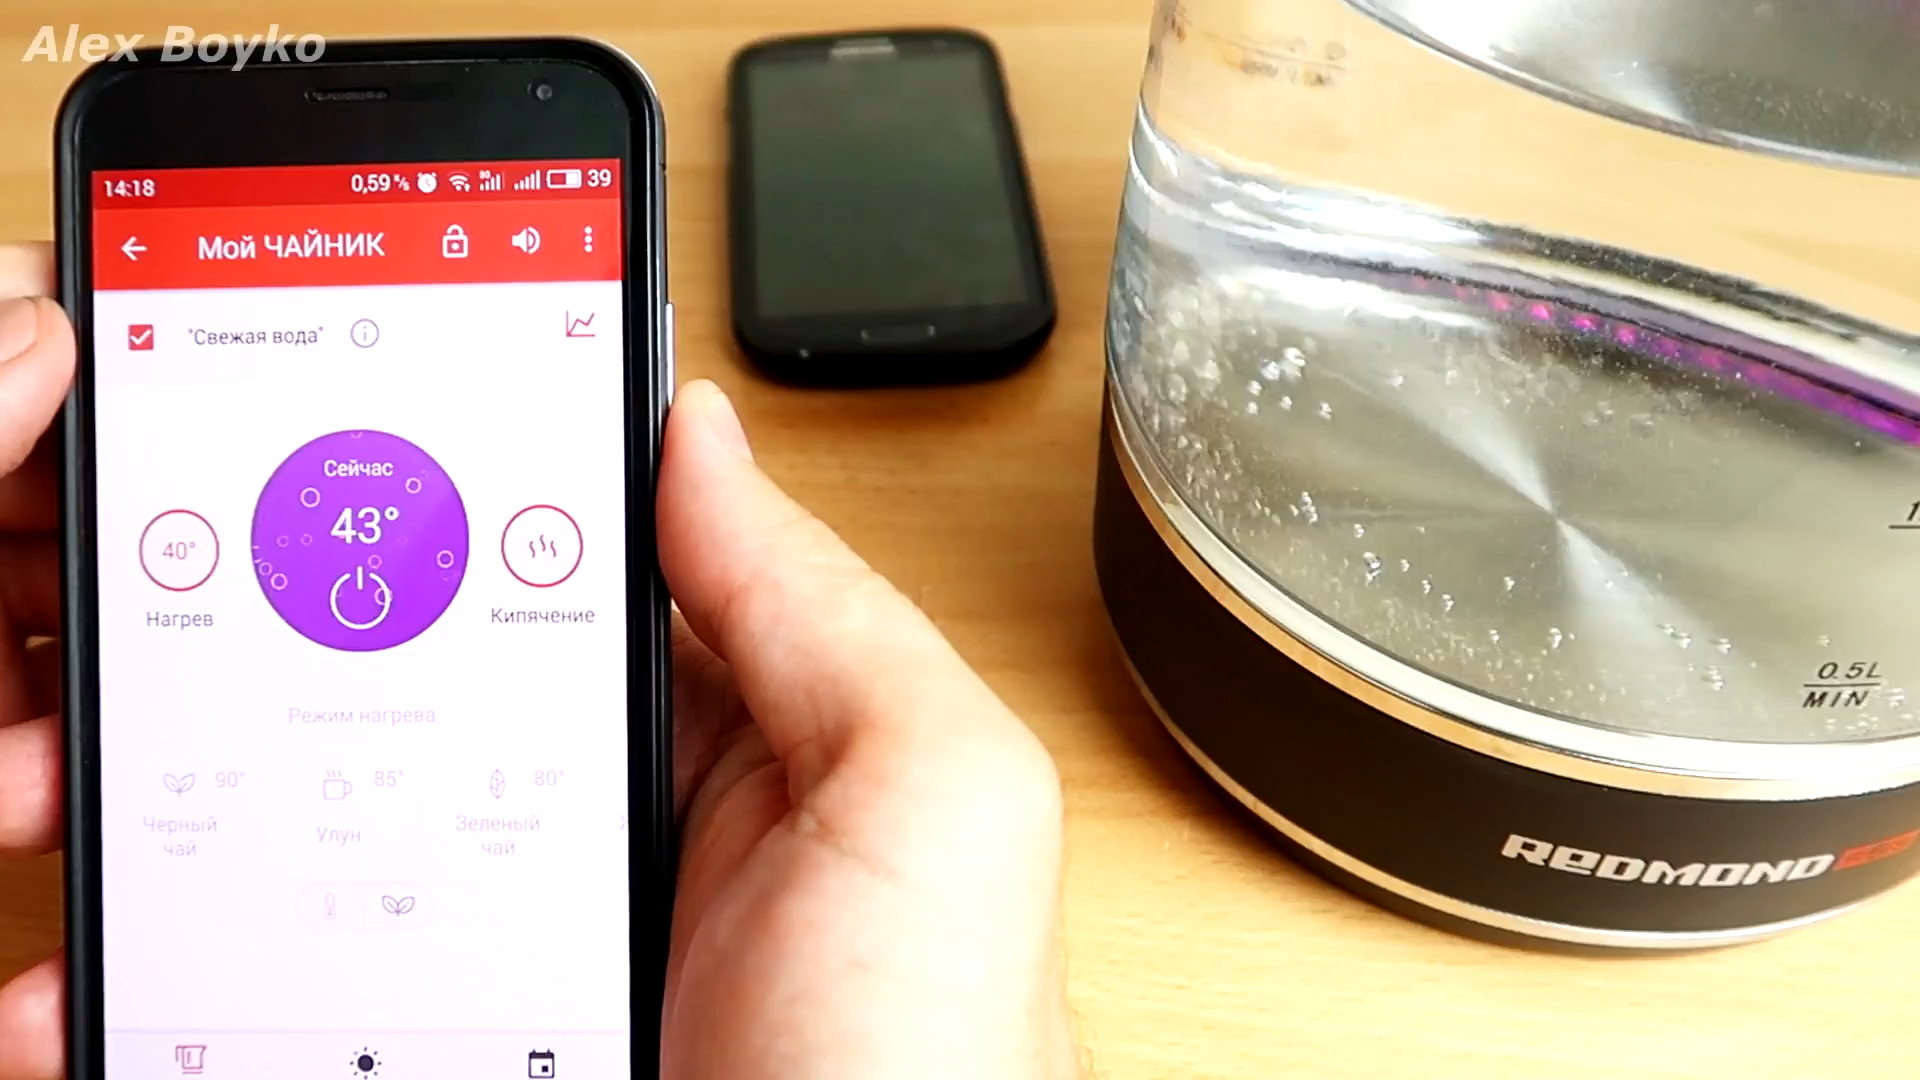 Alex Boyko
14:18
0,59 39
Мой ЧАЙНИК
"Свежая вода"
Сейчас
43°
40°
Нагрев
Кипячение
Режим нагрева
90°
85°
80°
Черный
чай
Улун
Зеленый
чай
0.5L
MIN
REDMOND